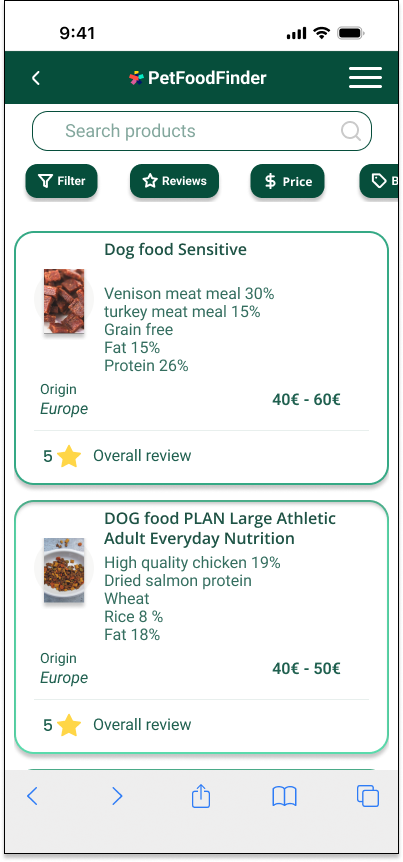 9:41
PetFoodFinder
Search products
Filter
Reviews
Price
B
Dog food Sensitive
Venison meat meal 30%
turkey meat meal 15%
Grain free
Fat 15%
Protein 26%
Origin
Europe
40€ - 60€
5
Overall review
DOG food PLAN Large Athletic
Adult Everyday Nutrition
High quality chicken 19%
Dried salmon protein
Wheat
Rice 8 %
Fat 18%
Origin
Europe
40€ - 50€
5
Overall review